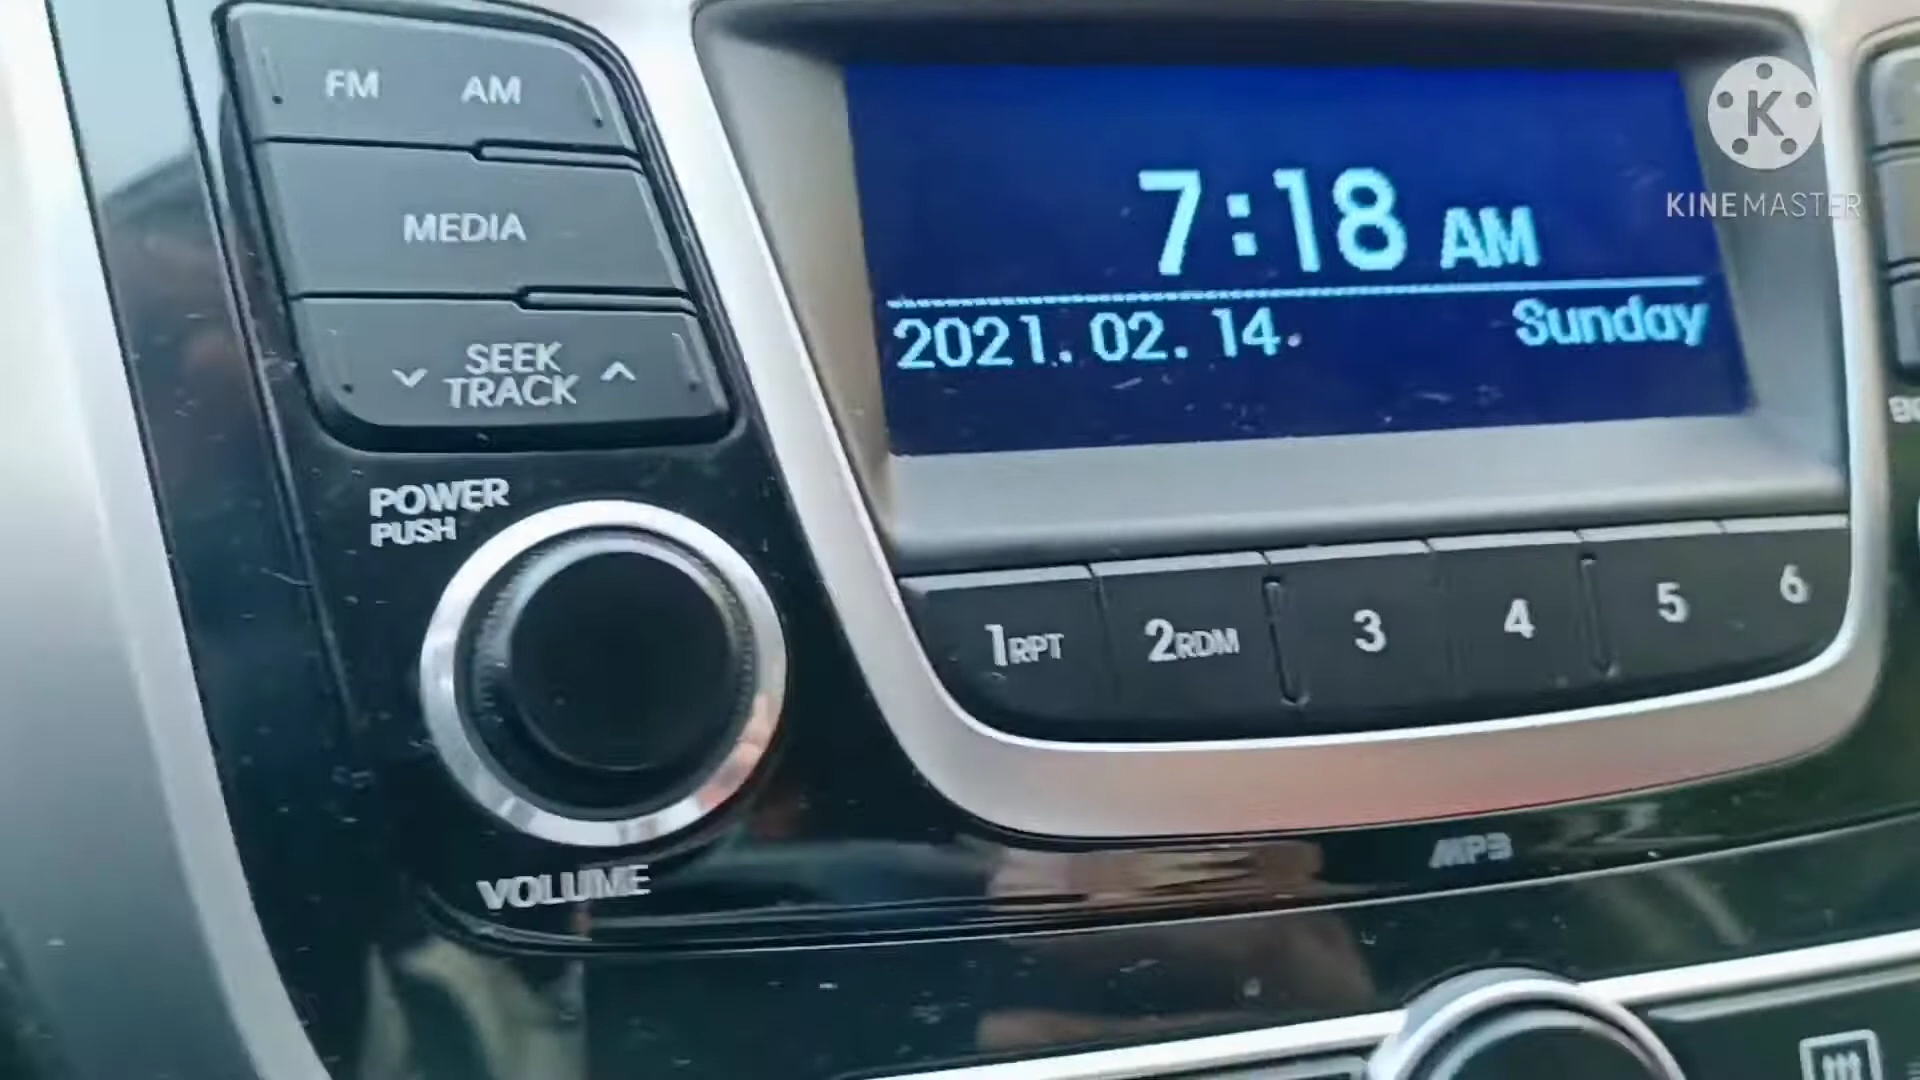 FM AM
MEDIA
SEEK
TRACK
POWER
PUSH
VOLUME
7:18 AM
2021. 02. 14.
Sunday
1RPT 2RDM 3 4 5 6
MP3
K
KINEMASTER